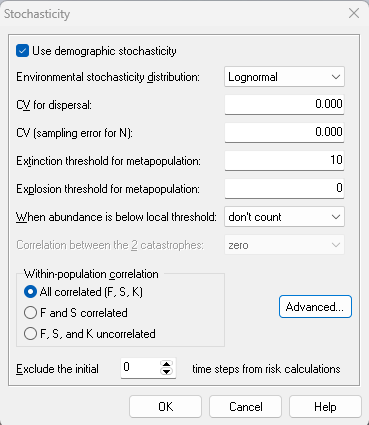 Stochasticity
Use demographic stochasticity
Environmental stochasticity distribution: Lognormal
CV for dispersal: 0.000
CV (sampling error for N): 0.000
Extinction threshold for metapopulation: 10
Explosion threshold for metapopulation: 0
When abundance is below local threshold: don't count
Correlation between the 2 catastrophes: zero
Within-population correlation
All correlated (F, S, K)
F and S correlated
F, S, and K uncorrelated
Advanced...
Exclude the initial 0 time steps from risk calculations
OK Cancel Help